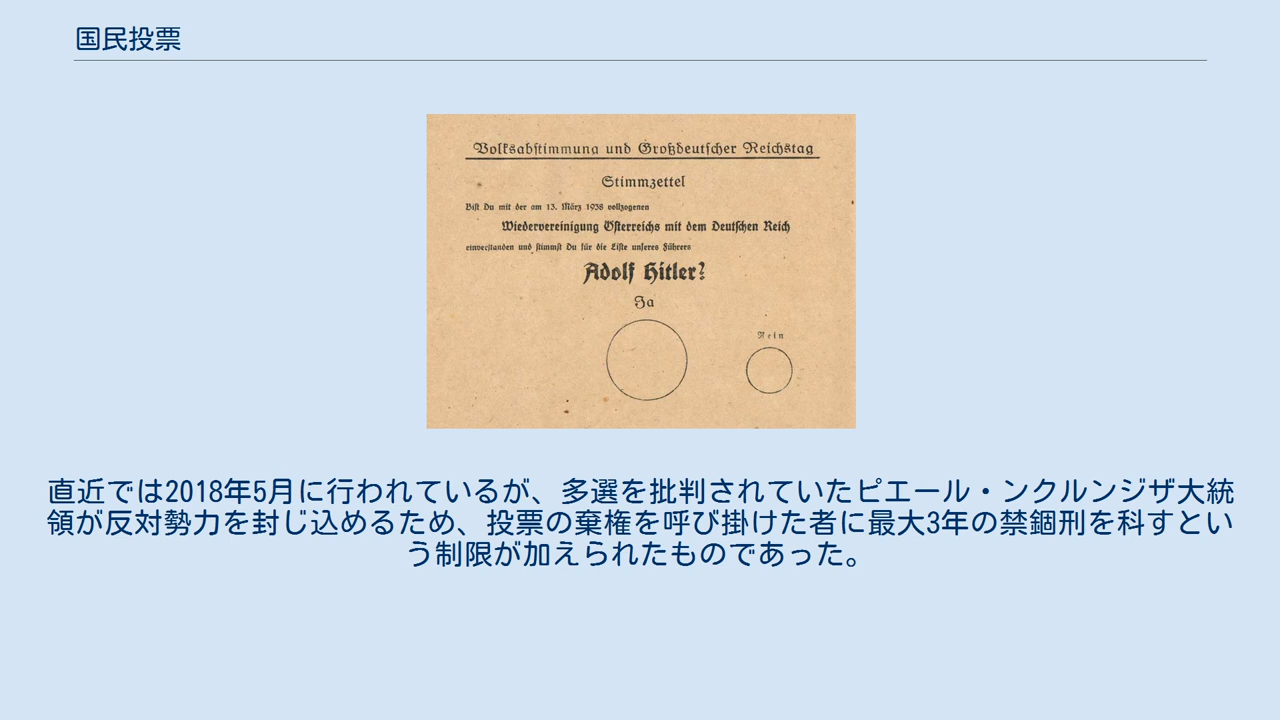 国民投票
Volksabstimmung und Großdeutscher Reichstag
Stimmzettel
Bist Du mit der am 13. März 1938 vollzogenen
Wiedervereinigung Österreichs mit dem Deutschen Reich
einverstanden und stimmst Du für die Liste unseres Führers
Adolf Hitler?
Ja
Nein
直近では2018年5月に行われているが、多選を批判されていたピエール・ンクルンジザ大統
領が反対勢力を封じ込めるため、投票の棄権を呼び掛けた者に最大3年の禁錮刑を科すとい
う制限が加えられたものであった。